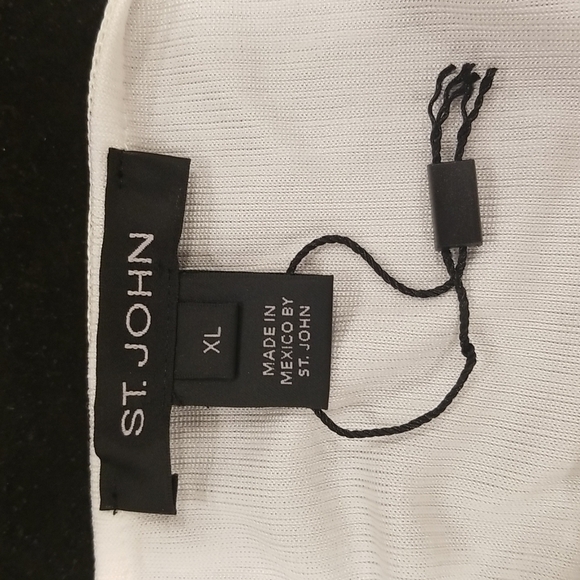 ST. JOHN
XL
MADE IN
MEXICO BY
ST. JOHN